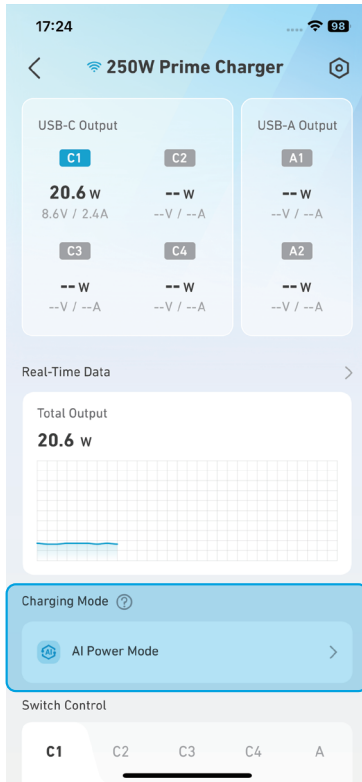 17:24
98
250W Prime Charger
USB-C Output
USB-A Output
C1
C2
A1
20.6 w
-- w
-- w
8.6V / 2.4A
--V / --A
--V / --A
C3
C4
A2
-- w
-- w
-- w
--V / --A
--V / --A
--V / --A
Real-Time Data
Total Output
20.6 w
Charging Mode ?
AI
AI Power Mode
Switch Control
C1
C2
C3
C4
A